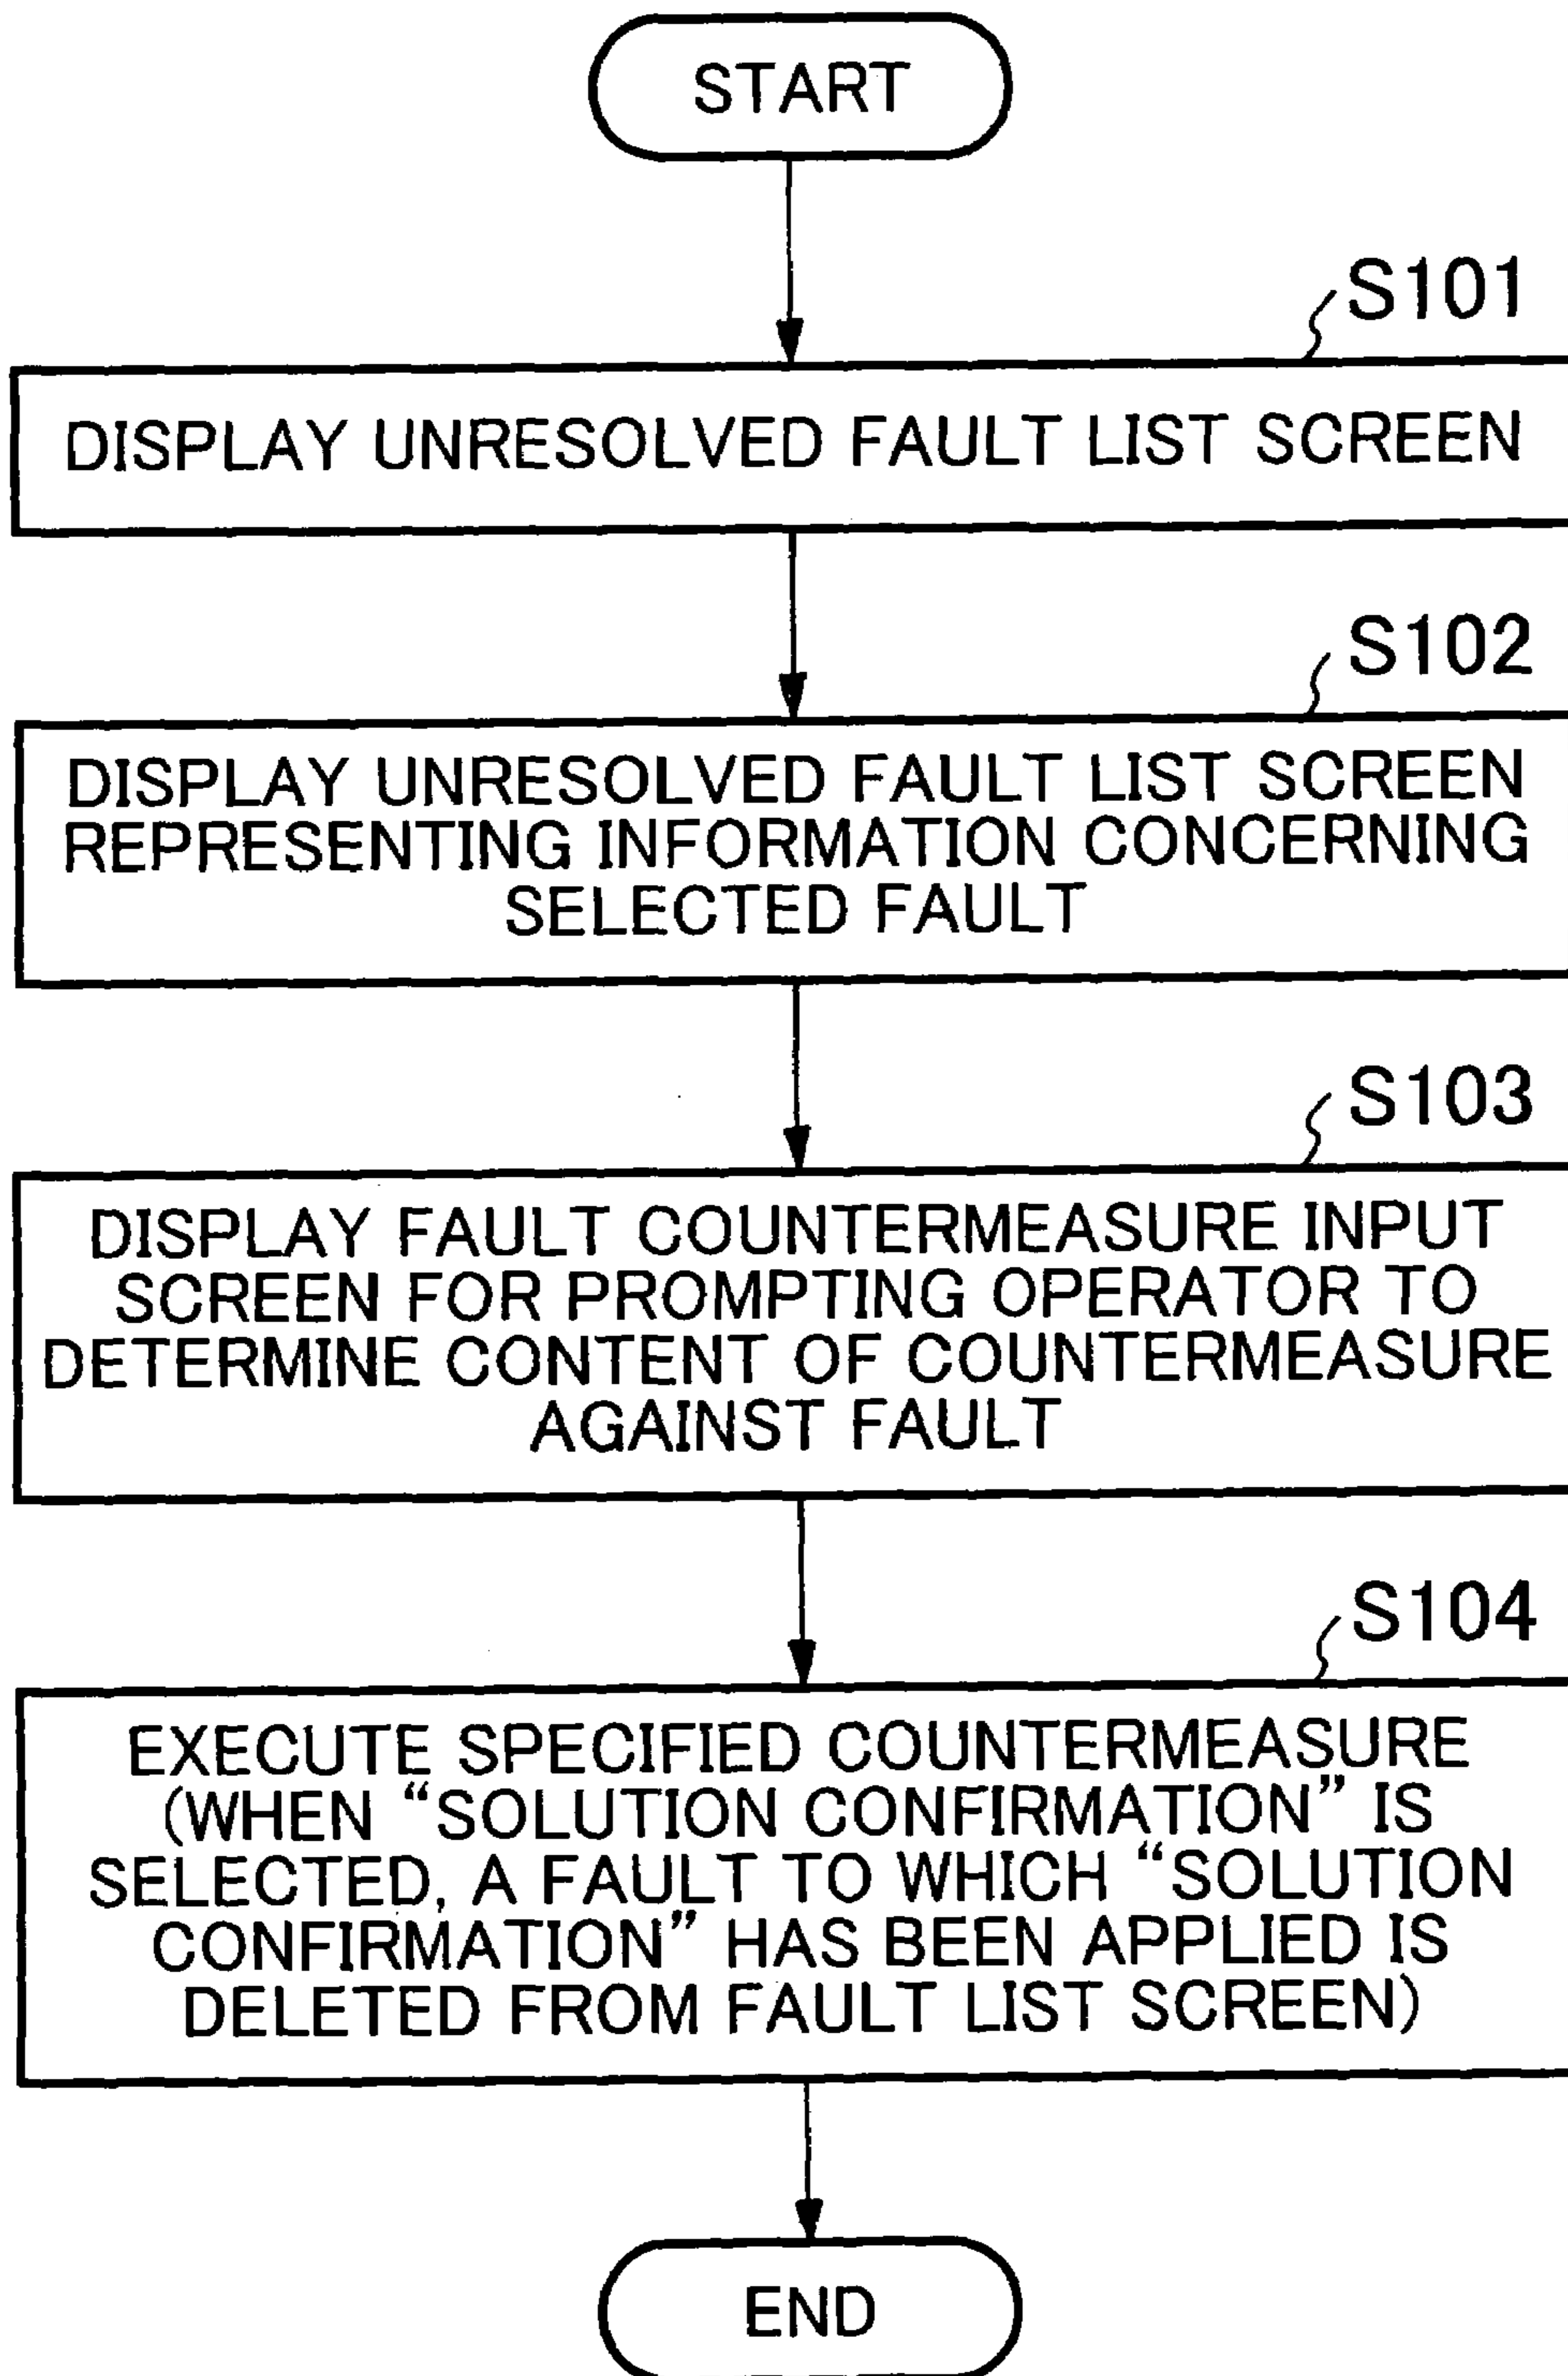 START
S101
DISPLAY UNRESOLVED FAULT LIST SCREEN
S102
DISPLAY UNRESOLVED FAULT LIST SCREEN
REPRESENTING INFORMATION CONCERNING
SELECTED FAULT
S103
DISPLAY FAULT COUNTERMEASURE INPUT
SCREEN FOR PROMPTING OPERATOR TO
DETERMINE CONTENT OF COUNTERMEASURE
AGAINST FAULT
S104
EXECUTE SPECIFIED COUNTERMEASURE
(WHEN “SOLUTION CONFIRMATION” IS
SELECTED, A FAULT TO WHICH “SOLUTION
CONFIRMATION” HAS BEEN APPLIED IS
DELETED FROM FAULT LIST SCREEN)
END